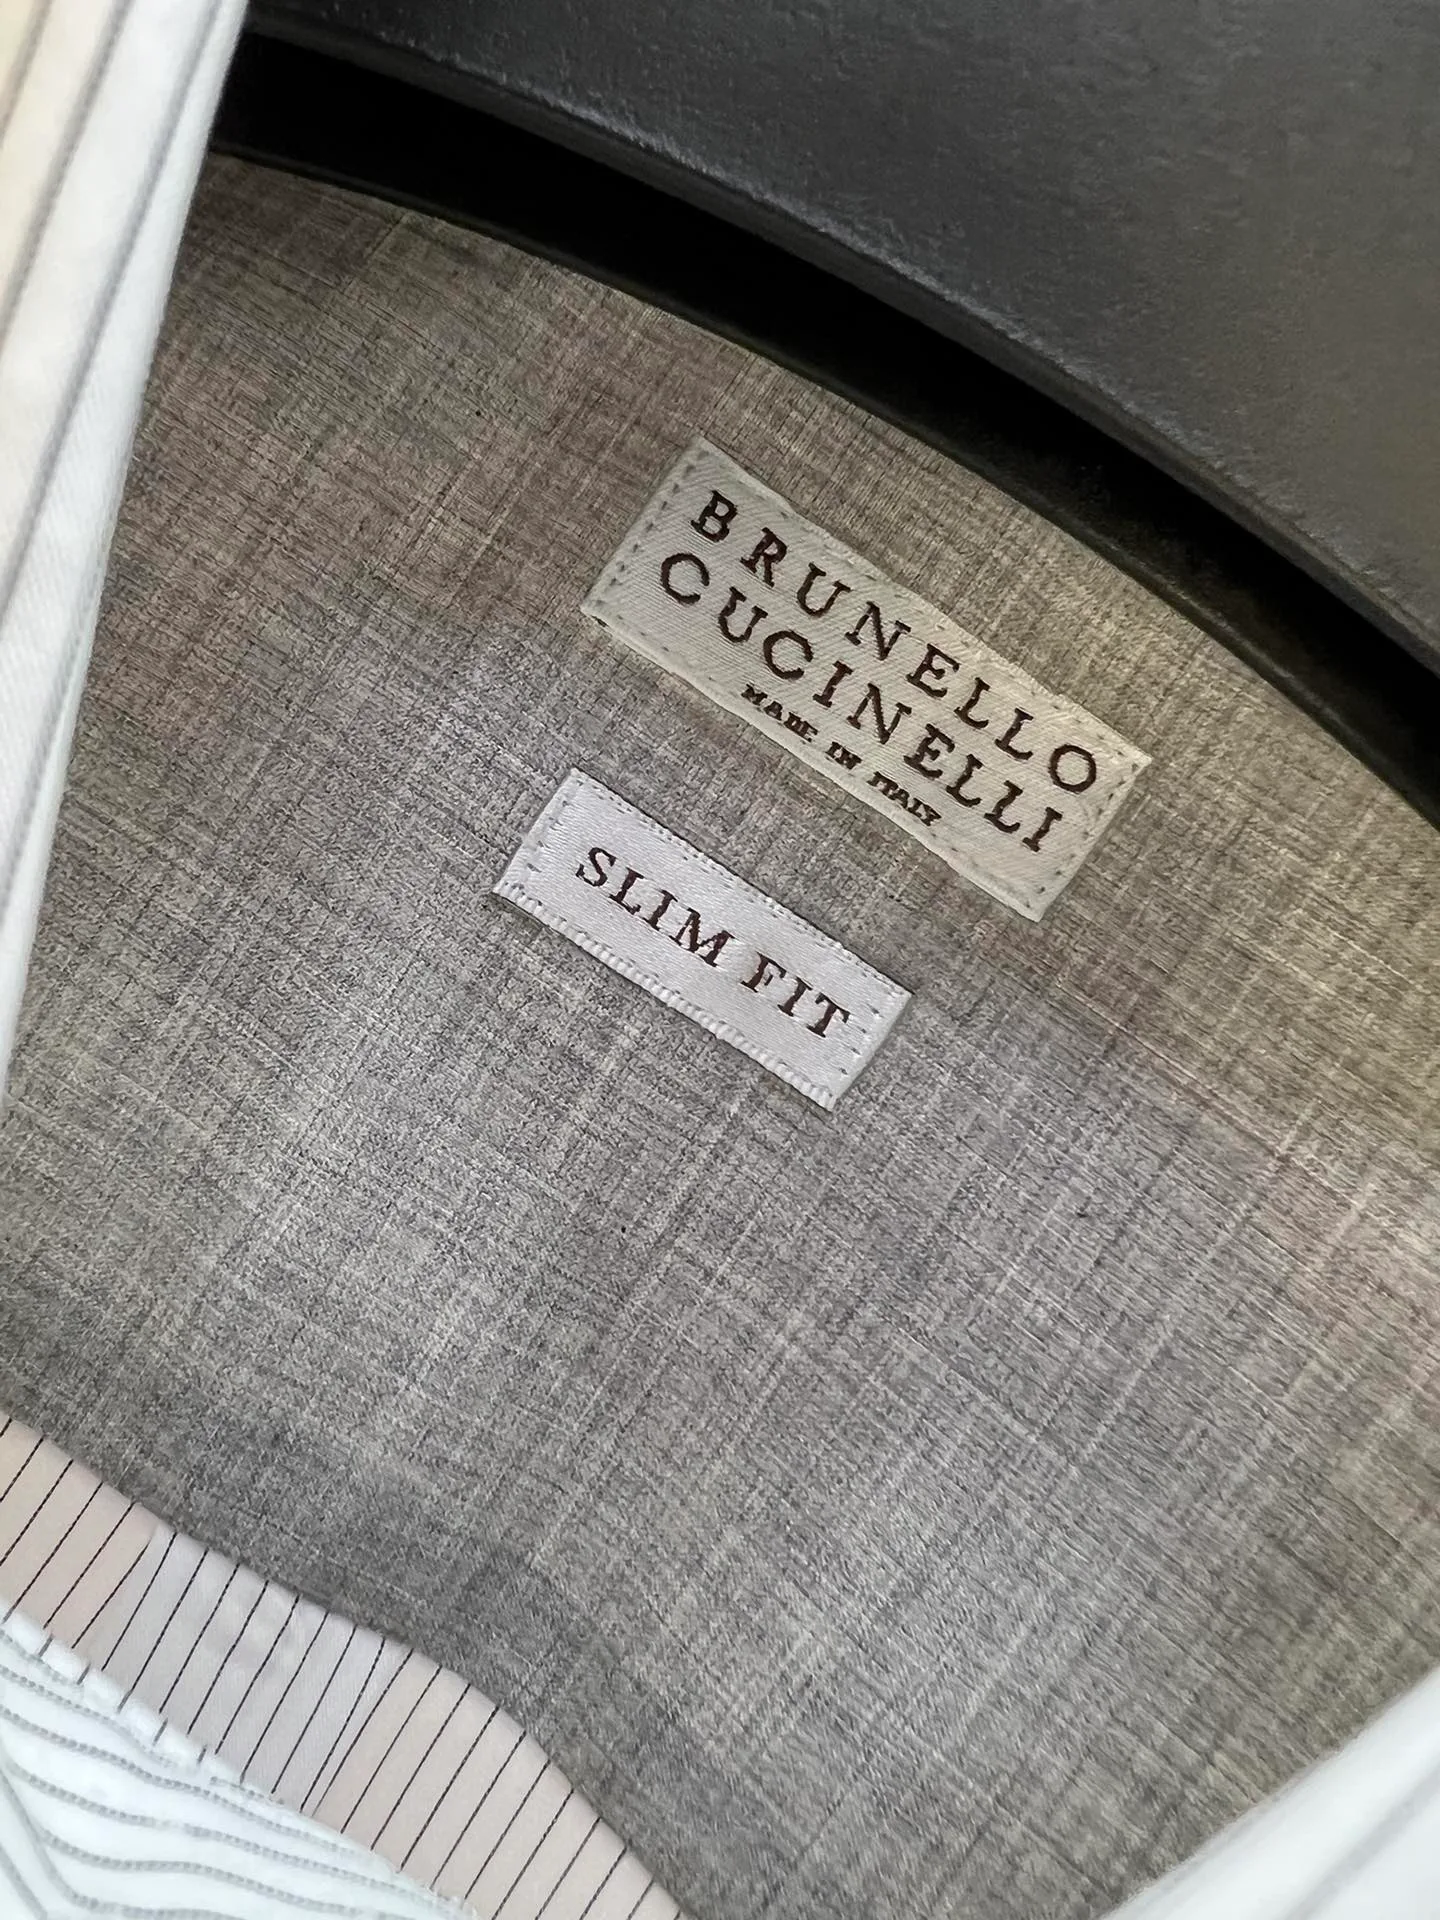 BRUNELLO
CUCINELLI
MADE IN ITALY
SLIM FIT